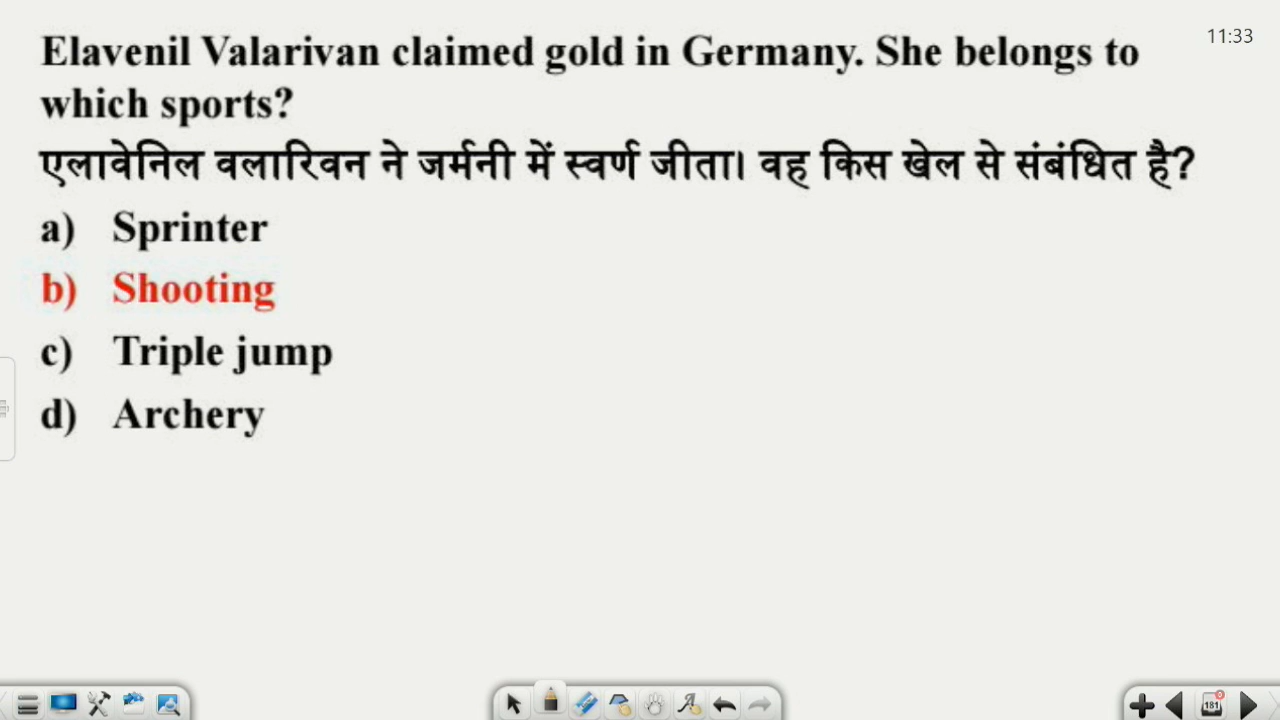 11:33
Elavenil Valarivan claimed gold in Germany. She belongs to
which sports?
एलावेनिल वलारिवन ने जर्मनी में स्वर्ण जीता। वह किस खेल से संबंधित है?
a) Sprinter
b) Shooting
c) Triple jump
d) Archery
181